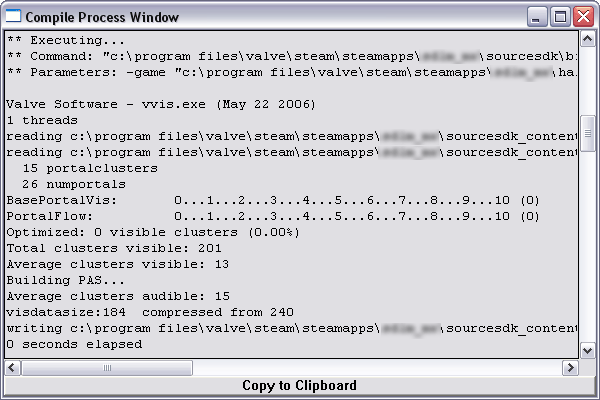 Compile Process Window
** Executing...
** Command: "c:\program files\valve\steam\steamapps\ \sourcesdk\b
** Parameters: -game "c:\program files\valve\steam\steamapps\ \ha
Valve Software - vvis.exe (May 22 2006)
1 threads
reading c:\program files\valve\steam\steamapps\ \sourcesdk_content
reading c:\program files\valve\steam\steamapps\ \sourcesdk_content
15 portalclusters
26 numportals
BasePortalVis: 0...1...2...3...4...5...6...7...8...9...10 (0)
PortalFlow: 0...1...2...3...4...5...6...7...8...9...10 (0)
Optimized: 0 visible clusters (0.00%)
Total clusters visible: 201
Average clusters visible: 13
Building PAS...
Average clusters audible: 15
visdatasize:184 compressed from 240
writing c:\program files\valve\steam\steamapps\ \sourcesdk_content
0 seconds elapsed
Copy to Clipboard